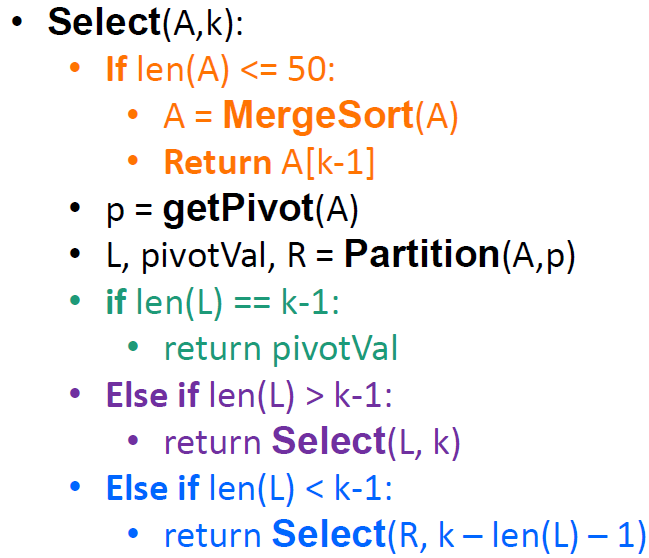 • Select(A,k):
• If len(A) <= 50:
• A = MergeSort(A)
• Return A[k-1]
• p = getPivot(A)
• L, pivotVal, R = Partition(A,p)
• if len(L) == k-1:
• return pivotVal
• Else if len(L) > k-1:
• return Select(L, k)
• Else if len(L) < k-1:
• return Select(R, k – len(L) – 1)